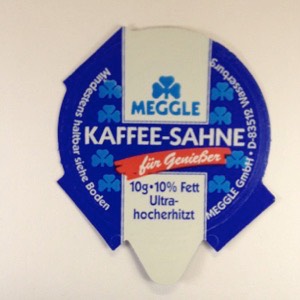 MEGGLE
KAFFEE-SAHNE
für Genießer
10g•10% Fett
Ultra-
hocherhitzt
Mindestens haltbar siehe Boden
MEGGLE GmbH • D-83512 Wasserburg